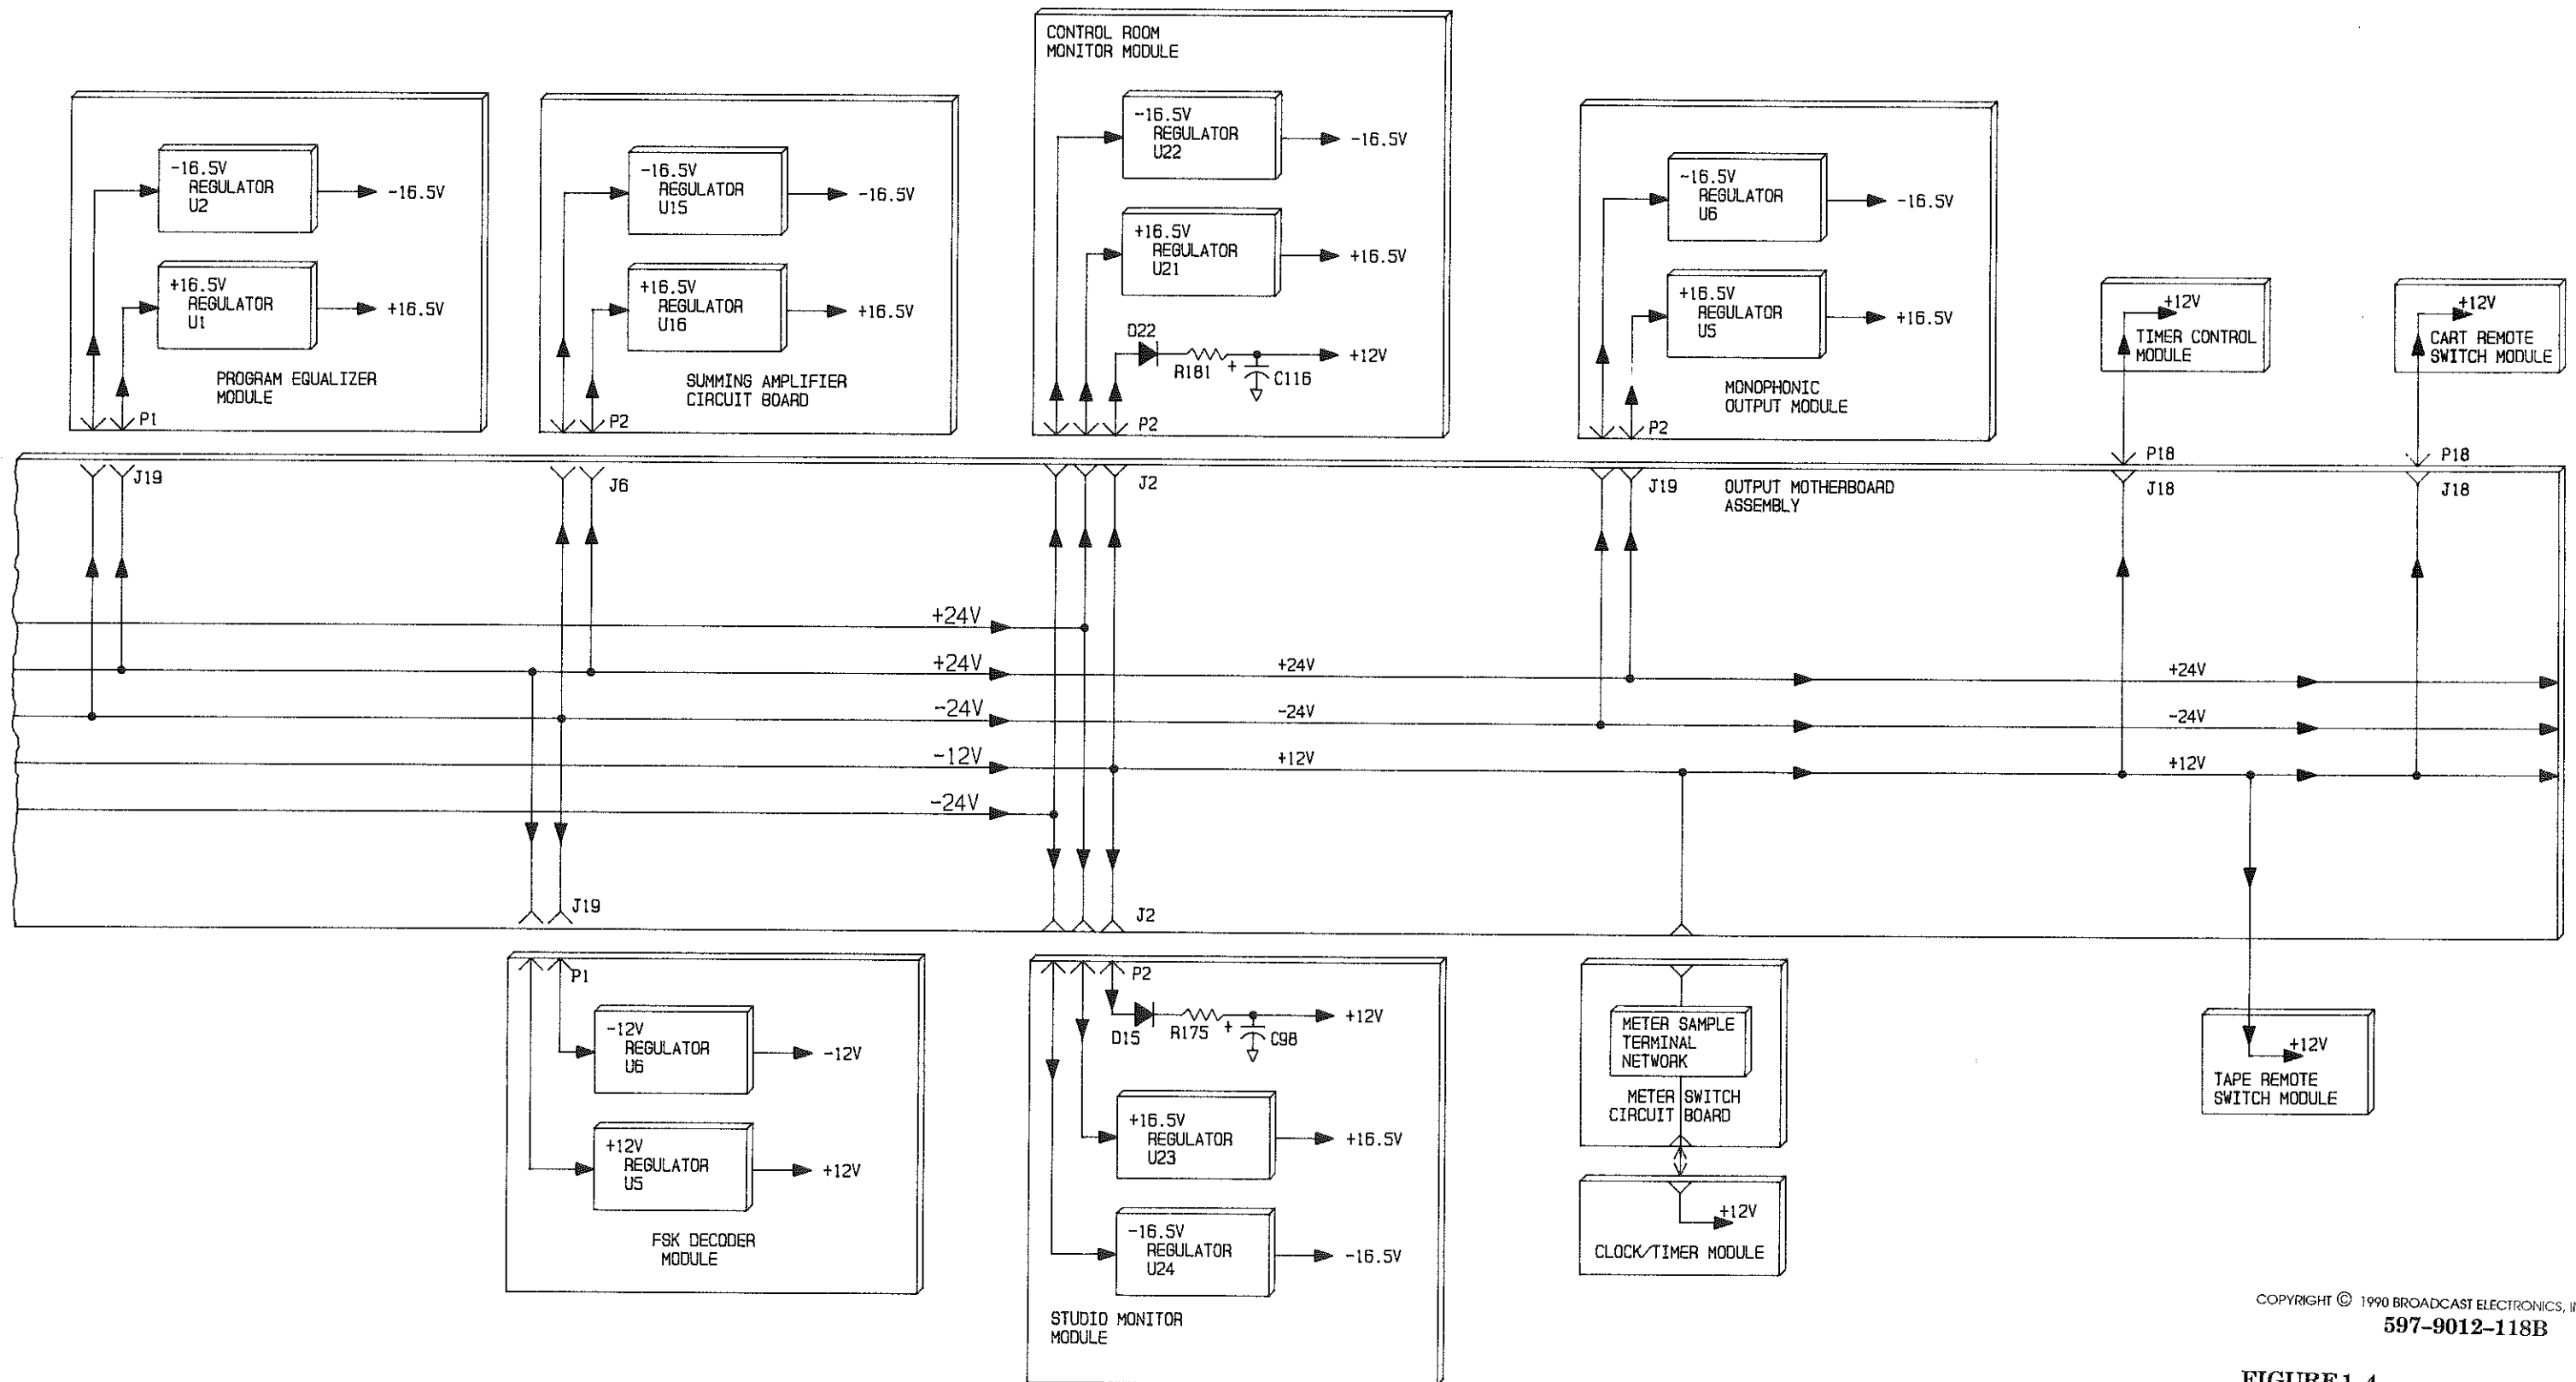 CONTROL ROOM
MONITOR MODULE
-16.5V
REGULATOR
U22
-16.5V
+16.5V
REGULATOR
U21
+16.5V
D22
R181
+
C116
+12V
P2
-16.5V
REGULATOR
U2
-16.5V
+16.5V
REGULATOR
U1
+16.5V
PROGRAM EQUALIZER
MODULE
P1
-16.5V
REGULATOR
U15
-16.5V
+16.5V
REGULATOR
U16
+16.5V
SUMMING AMPLIFIER
CIRCUIT BOARD
P2
-16.5V
REGULATOR
U6
-16.5V
+16.5V
REGULATOR
U5
+16.5V
MONOPHONIC
OUTPUT MODULE
P2
+12V
TIMER CONTROL
MODULE
P18
+12V
CART REMOTE
SWITCH MODULE
P18
J19
J6
J2
J19
OUTPUT MOTHERBOARD
ASSEMBLY
J18
J18
+24V
+24V
+24V
+24V
-24V
-24V
-24V
-12V
+12V
+12V
-24V
J19
J2
P1
-12V
REGULATOR
U6
-12V
+12V
REGULATOR
U5
+12V
FSK DECODER
MODULE
P2
D15
R175
+
C98
+12V
+16.5V
REGULATOR
U23
+16.5V
-16.5V
REGULATOR
U24
-16.5V
STUDIO MONITOR
MODULE
METER SAMPLE
TERMINAL
NETWORK
METER SWITCH
CIRCUIT BOARD
+12V
CLOCK/TIMER MODULE
+12V
TAPE REMOTE
SWITCH MODULE
COPYRIGHT © 1990 BROADCAST ELECTRONICS,
597-9012-118B
FIGURE 1-4